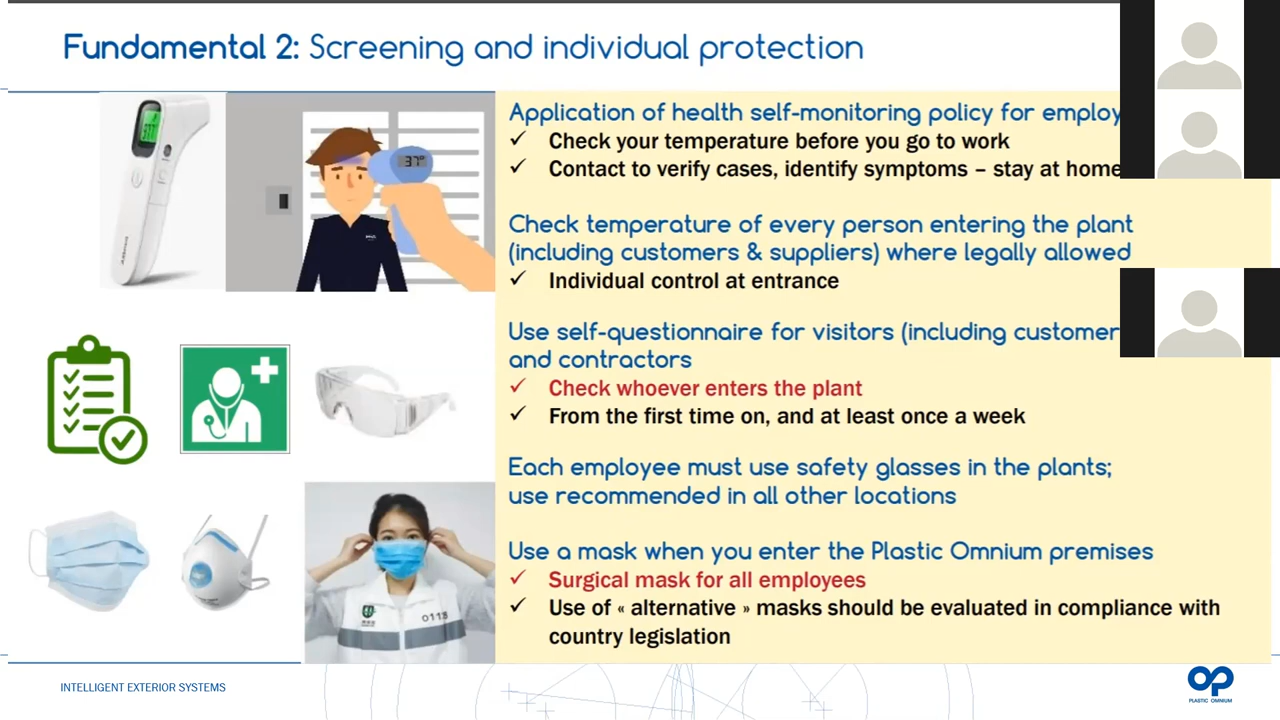 Fundamental 2: Screening and individual protection
Application of health self-monitoring policy for
✓ Check your temperature before you go to work
✓ Contact to verify cases, identify symptoms – stay at home
Check temperature of every person entering the plant
(including customers & suppliers) where legally allowed
✓ Individual control at entrance
Use self-questionnaire for visitors (including
and contractors
✓ Check whoever enters the plant
✓ From the first time on, and at least once a week
Each employee must use safety glasses in the plants;
use recommended in all other locations
Use a mask when you enter the Plastic Omnium premises
✓ Surgical mask for all employees
✓ Use of « alternative » masks should be evaluated in compliance with
country legislation
37°
0118
INTELLIGENT EXTERIOR SYSTEMS
OP
PLASTIC OMNIUM